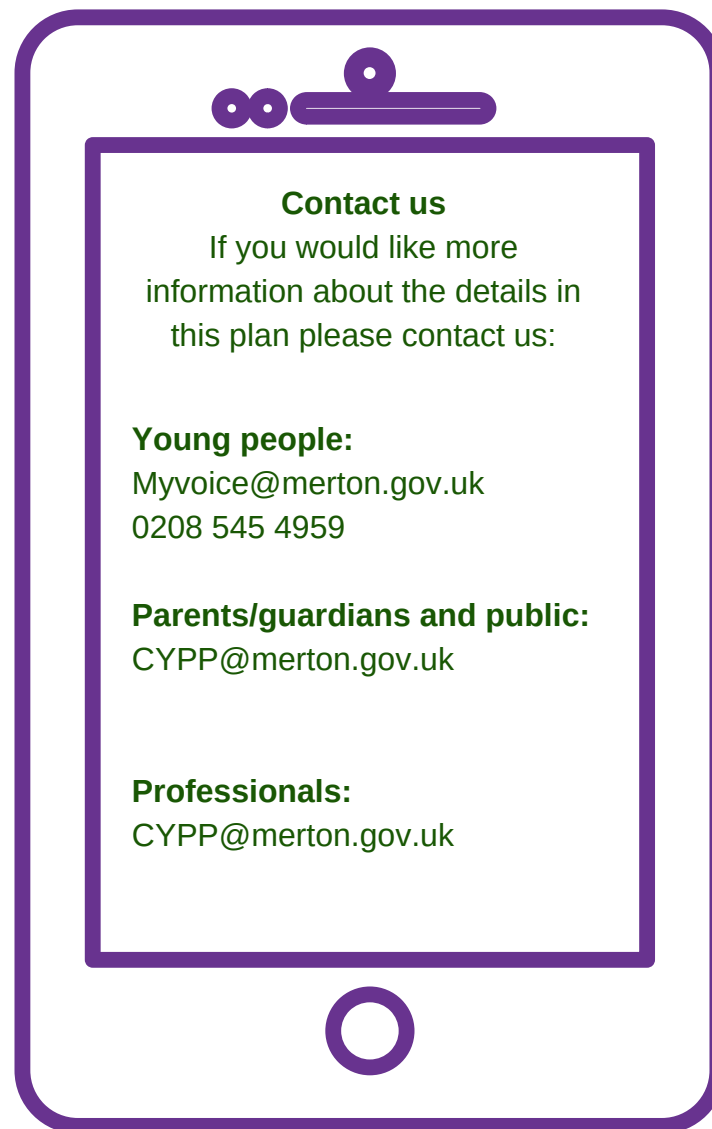 Contact us
If you would like more
information about the details in
this plan please contact us:
Young people:
Myvoice@merton.gov.uk
0208 545 4959
Parents/guardians and public:
CYPP@merton.gov.uk
Professionals:
CYPP@merton.gov.uk